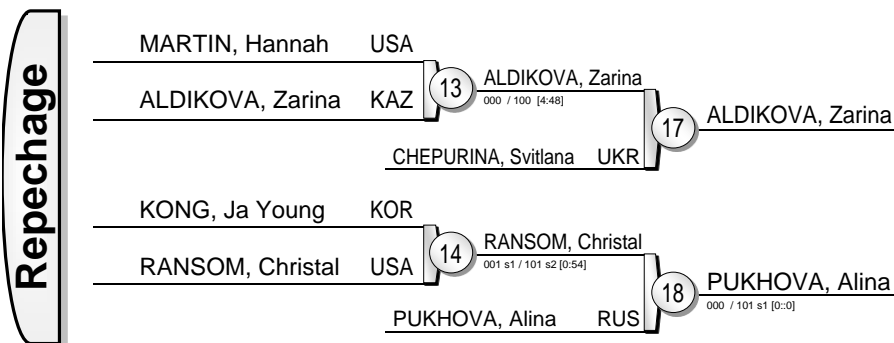 Repechage
MARTIN, Hannah USA
ALDIKOVA, Zarina KAZ
13
ALDIKOVA, Zarina
000 / 100 [4:48]
CHEPURINA, Svitlana UKR
17
ALDIKOVA, Zarina
KONG, Ja Young KOR
RANSOM, Christal USA
14
RANSOM, Christal
001 s1 / 101 s2 [0:54]
PUKHOVA, Alina RUS
18
PUKHOVA, Alina
000 / 101 s1 [0::0]